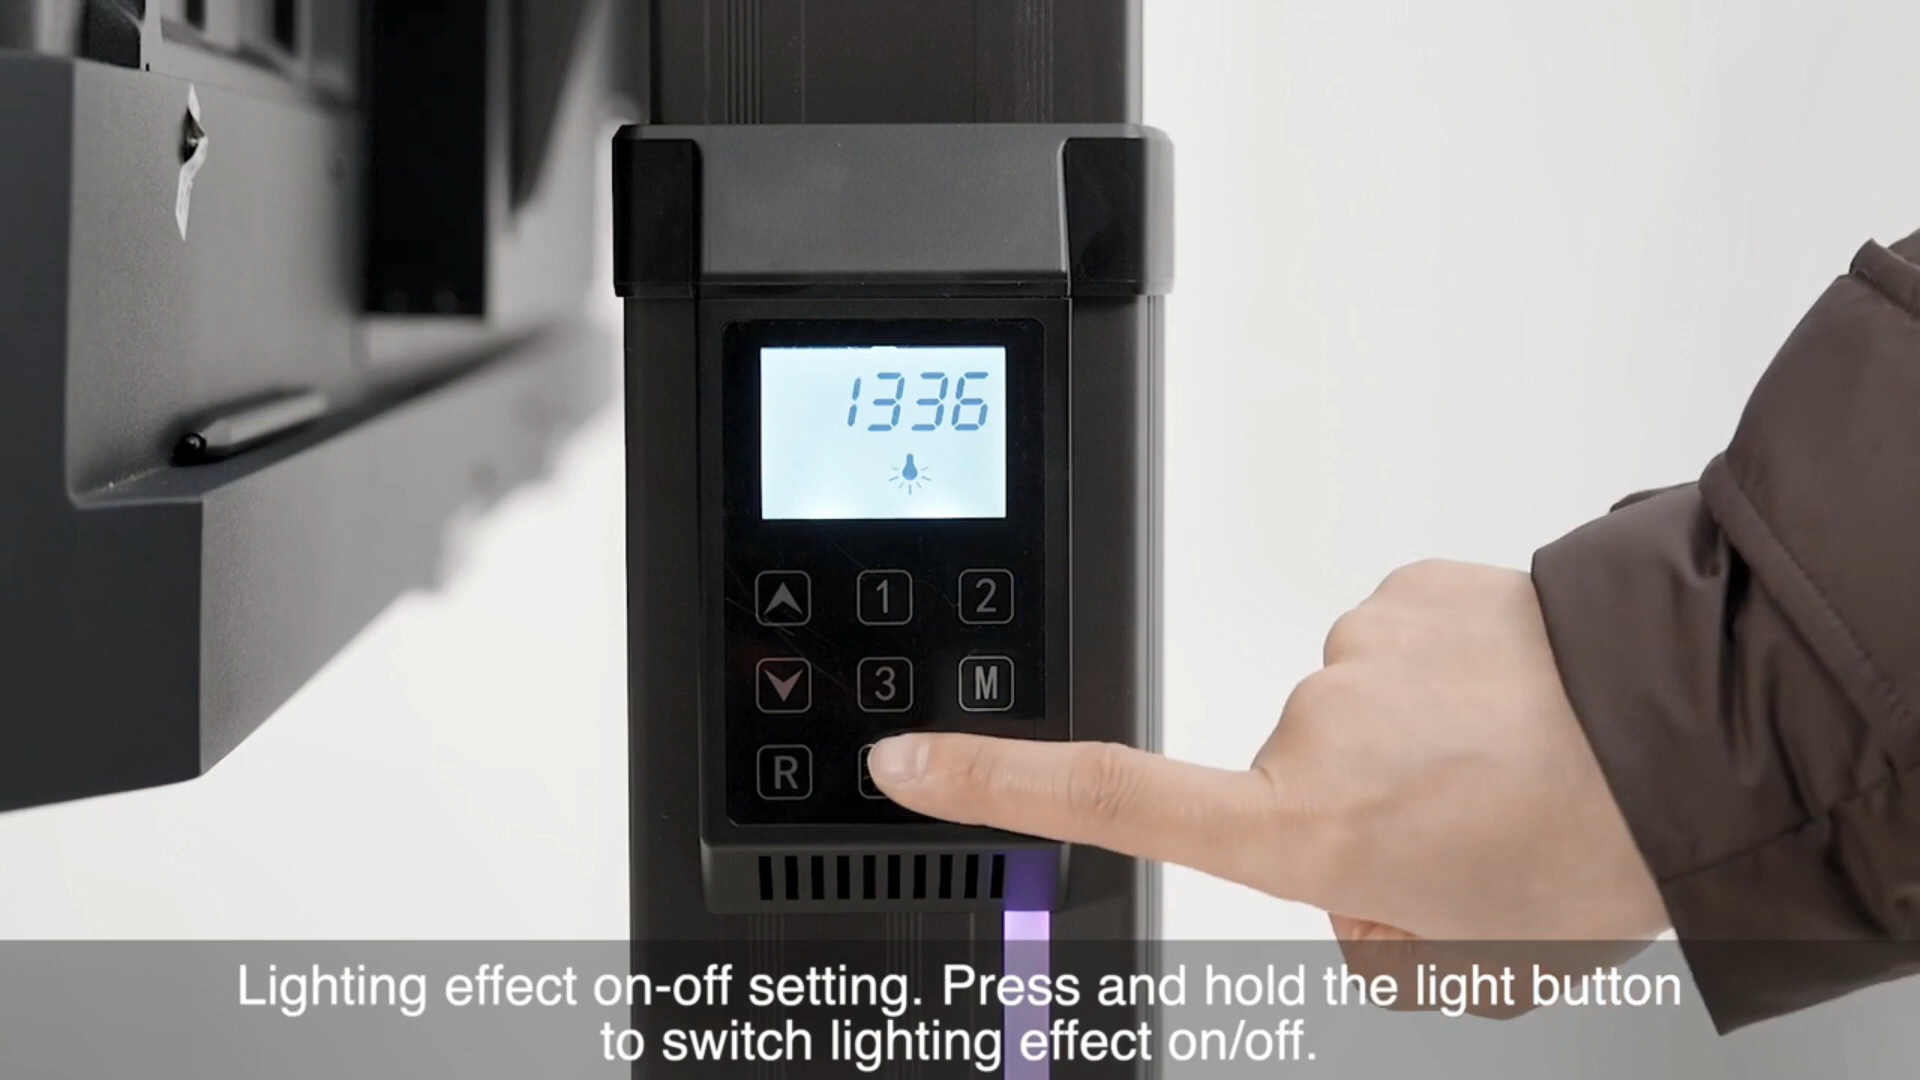 1336
1 2
3 M
R
Lighting effect on-off setting. Press and hold the light button
to switch lighting effect on/off.